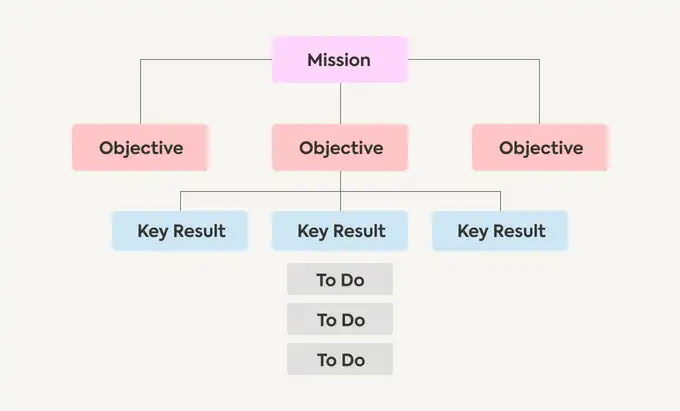 Mission
Objective
Objective
Objective
Key Result
Key Result
Key Result
To Do
To Do
To Do